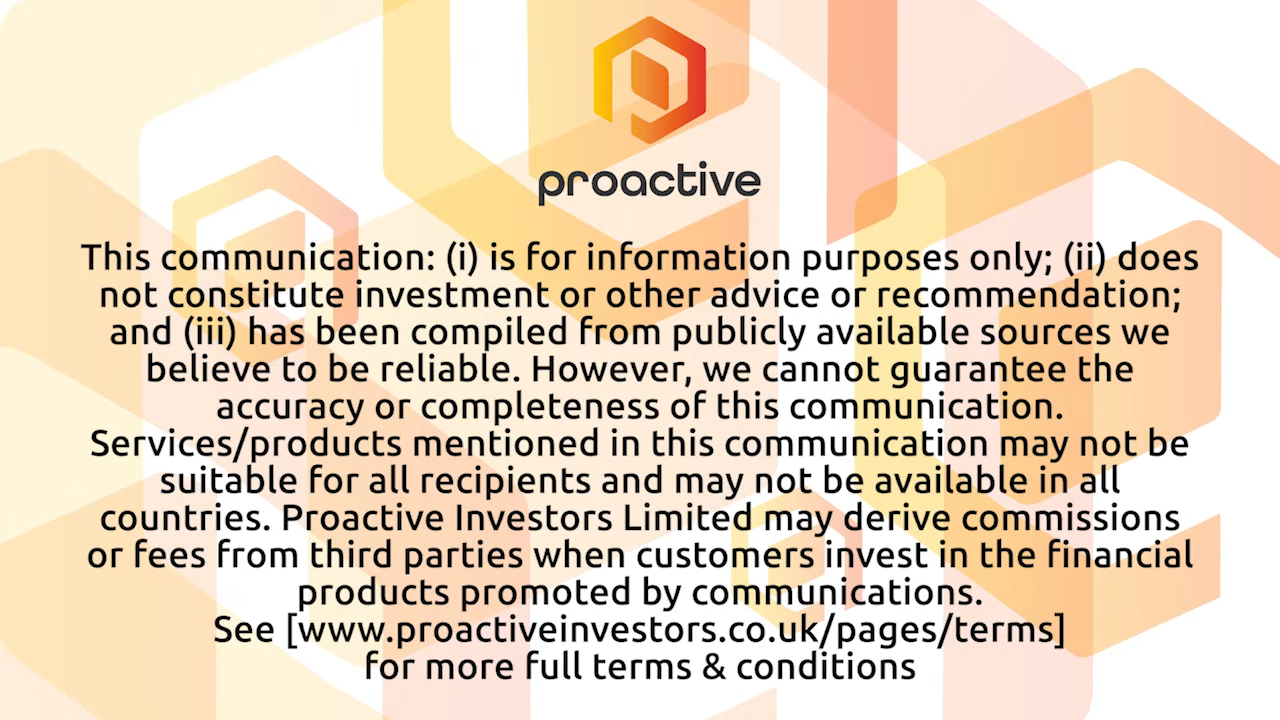 proactive
This communication: (i) is for information purposes only; (ii) does
not constitute investment or other advice or recommendation;
and (iii) has been compiled from publicly available sources we
believe to be reliable. However, we cannot guarantee the
accuracy or completeness of this communication.
Services/products mentioned in this communication may not be
suitable for all recipients and may not be available in all
countries. Proactive Investors Limited may derive commissions
or fees from third parties when customers invest in the financial
products promoted by communications.
See [www.proactiveinvestors.co.uk/pages/terms]
for more full terms & conditions